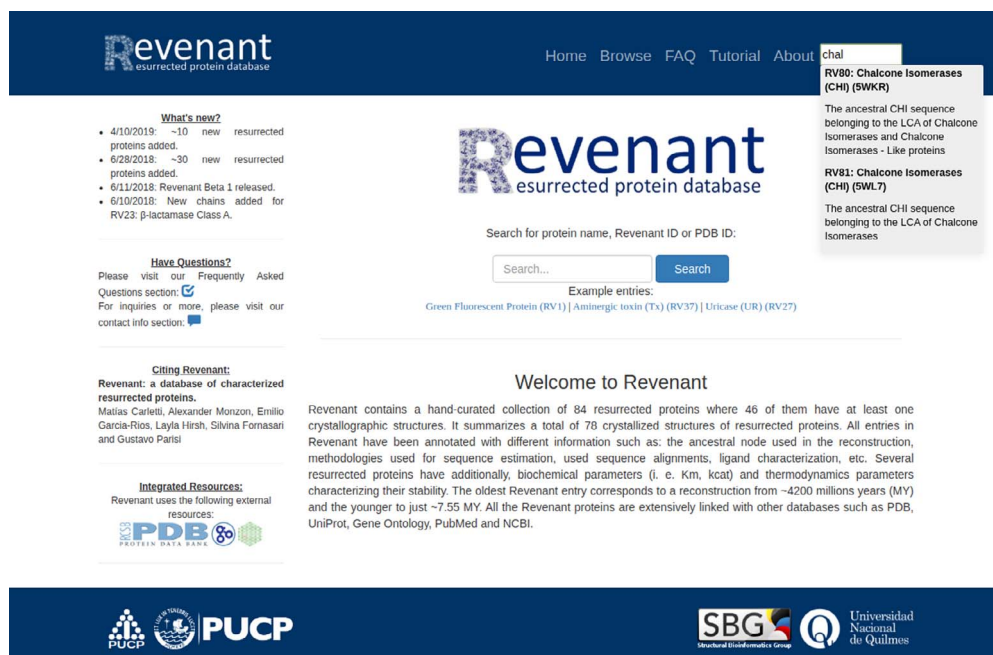 Revenant
esurrected protein database
Home Browse FAQ Tutorial About
chal
RV80: Chalcone Isomerases
(CHI) (5WKR)
The ancestral CHI sequence
belonging to the LCA of Chalcone
Isomerases and Chalcone
Isomerases - Like proteins
RV81: Chalcone Isomerases
(CHI) (5WL7)
The ancestral CHI sequence
belonging to the LCA of Chalcone
Isomerases
What's new?
• 4/10/2019: ~10 new resurrected
proteins added.
• 6/28/2018: ~30 new resurrected
proteins added.
• 6/11/2018: Revenant Beta 1 released.
• 6/10/2018: New chains added for
RV23: β-lactamase Class A.
Have Questions?
Please visit our Frequently Asked
Questions section:
For inquiries or more, please visit our
contact info section:
Citing Revenant:
Revenant: a database of characterized
resurrected proteins.
Matías Carletti, Alexander Monzon, Emilio
Garcia-Rios, Layla Hirsh, Silvina Fornasari
and Gustavo Parisi
Integrated Resources:
Revenant uses the following external
resources:
RCSB
PDB
PROTEIN DATA BANK
Revenant
esurrected protein database
Search for protein name, Revenant ID or PDB ID:
Search...
Search
Example entries:
Green Fluorescent Protein (RV1) | Aminergic toxin (Tx) (RV37) | Uricase (UR) (RV27)
Welcome to Revenant
Revenant contains a hand-curated collection of 84 resurrected proteins where 46 of them have at least one
crystallographic structures. It summarizes a total of 78 crystallized structures of resurrected proteins. All entries in
Revenant have been annotated with different information such as: the ancestral node used in the reconstruction,
methodologies used for sequence estimation, used sequence alignments, ligand characterization, etc. Several
resurrected proteins have additionally, biochemical parameters (i. e. Km, kcat) and thermodynamics parameters
characterizing their stability. The oldest Revenant entry corresponds to a reconstruction from ~4200 millions years (MY)
and the younger to just ~7.55 MY. All the Revenant proteins are extensively linked with other databases such as PDB,
UniProt, Gene Ontology, PubMed and NCBI.
PUCP
PUCP
SBG
Structural Bioinformatics Group
Universidad
Nacional
de Quilmes